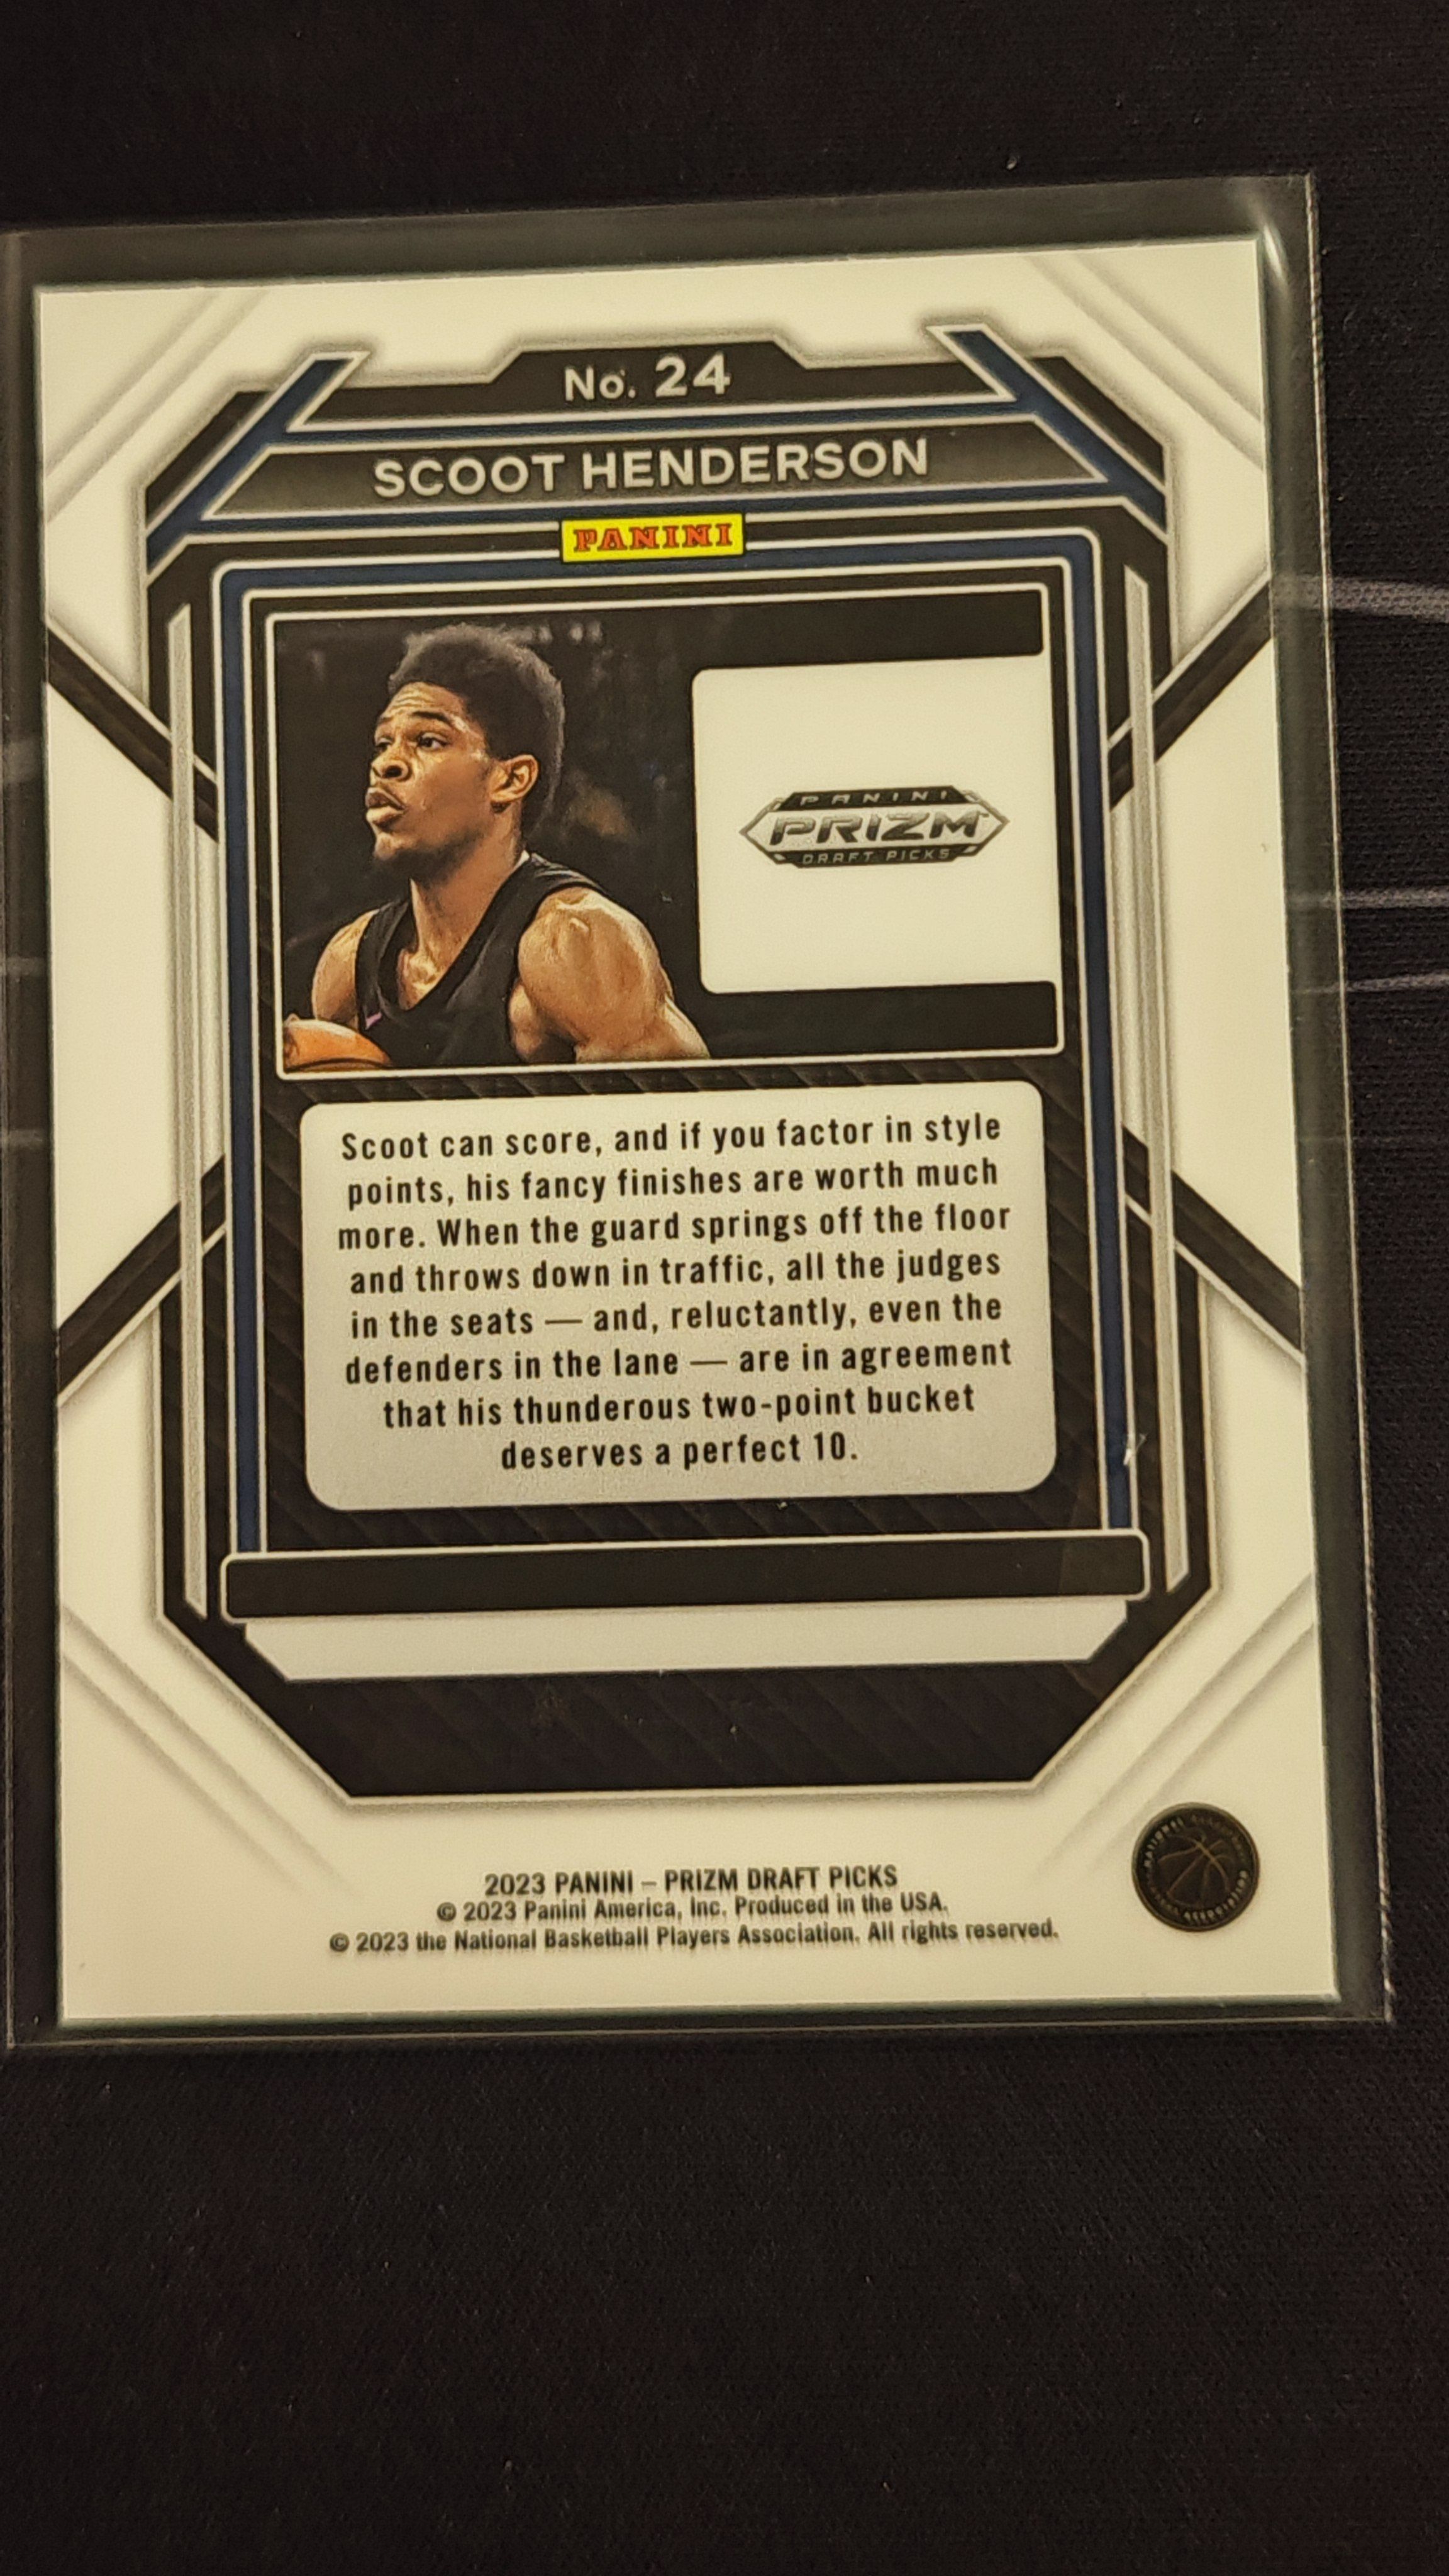 No. 24
SCOOT HENDERSON
PANINI
PANINI
PRIZM
DRAFT PICKS
Scoot can score, and if you factor in style
points, his fancy finishes are worth much
more. When the guard springs off the floor
and throws down in traffic, all the judges
in the seats — and, reluctantly, even the
defenders in the lane — are in agreement
that his thunderous two-point bucket
deserves a perfect 10.
2023 PANINI – PRIZM DRAFT PICKS
© 2023 Panini America, Inc. Produced in the USA.
© 2023 the National Basketball Players Association. All rights reserved.